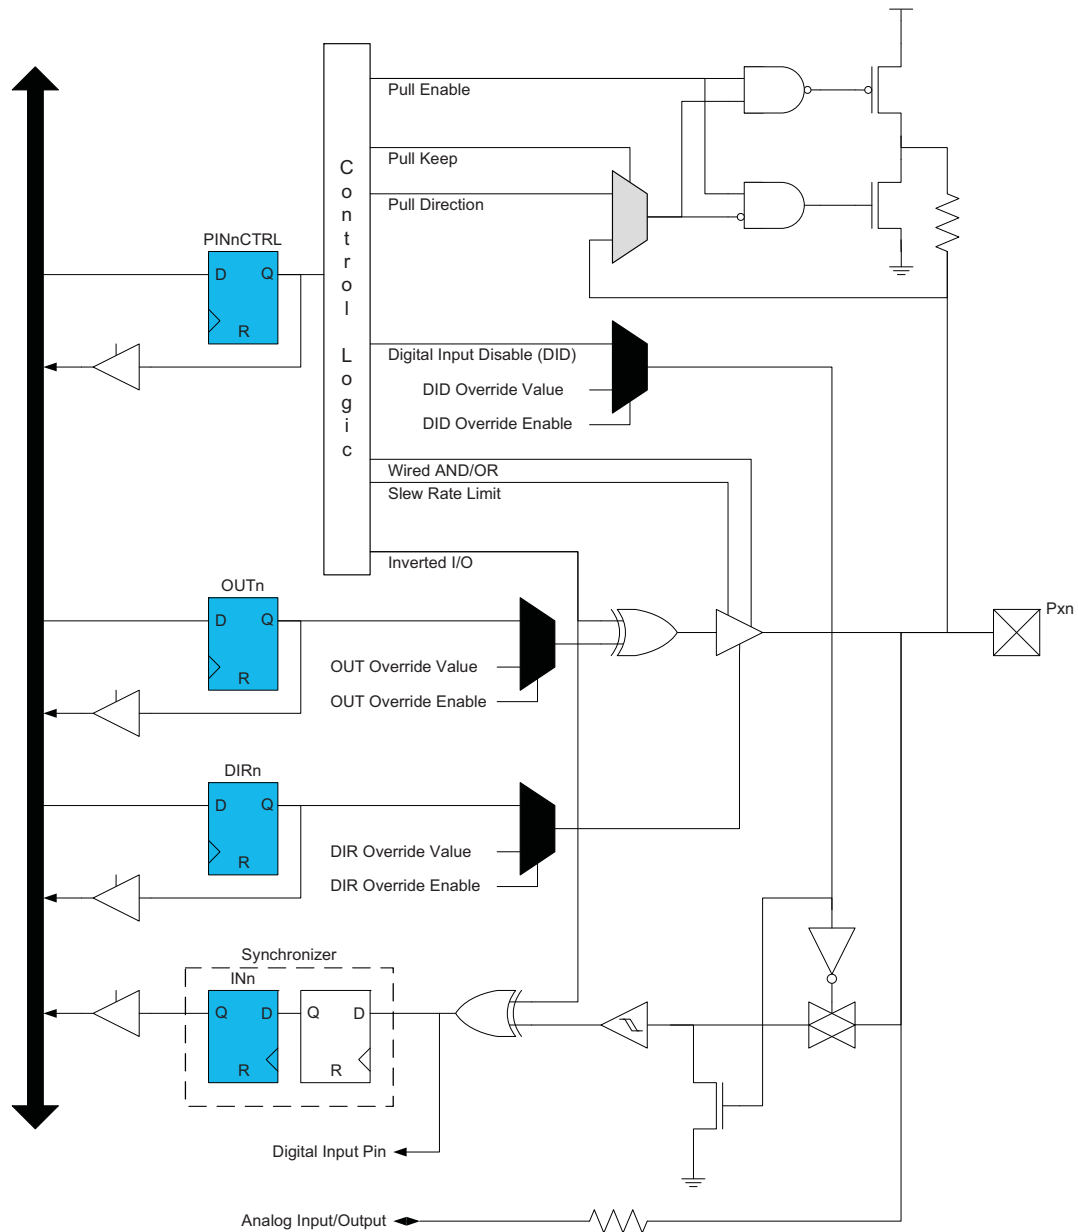 Pull Enable
Pull Keep
Pull Direction
Control Logic
PINnCTRL
D Q
R
Digital Input Disable (DID)
DID Override Value
DID Override Enable
Wired AND/OR
Slew Rate Limit
Inverted I/O
OUTn
D Q
R
Pxn
OUT Override Value
OUT Override Enable
DIRn
D Q
R
DIR Override Value
DIR Override Enable
Synchronizer
INn
Q D Q D
R R
Digital Input Pin
Analog Input/Output